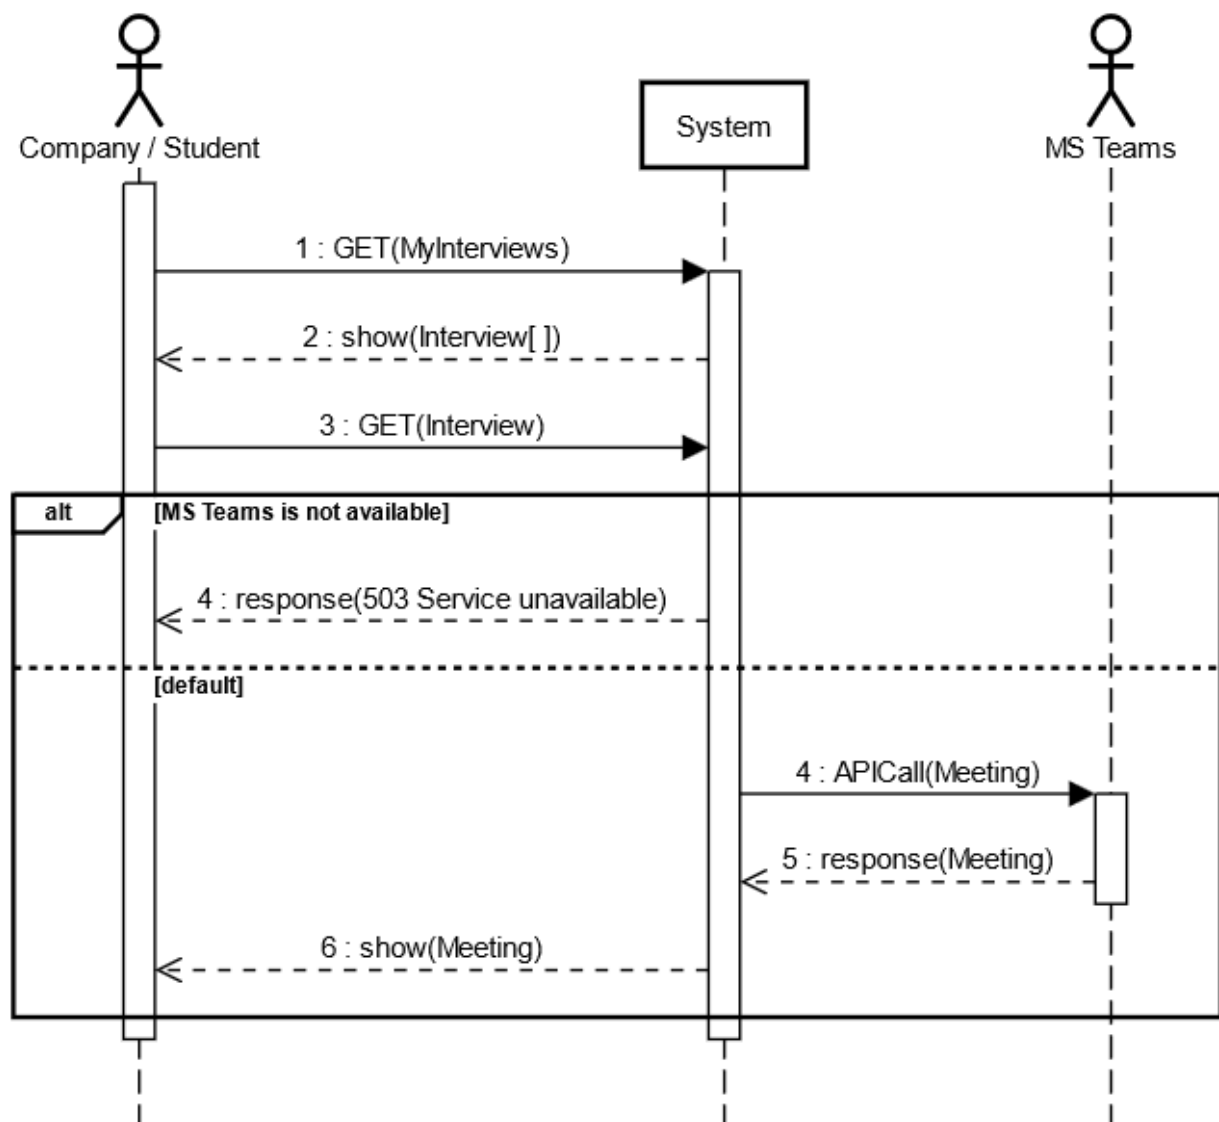 Company / Student
System
MS Teams
1 : GET(MyInterviews)
2 : show(Interview[ ])
3 : GET(Interview)
alt
[MS Teams is not available]
4 : response(503 Service unavailable)
[default]
4 : APICall(Meeting)
5 : response(Meeting)
6 : show(Meeting)